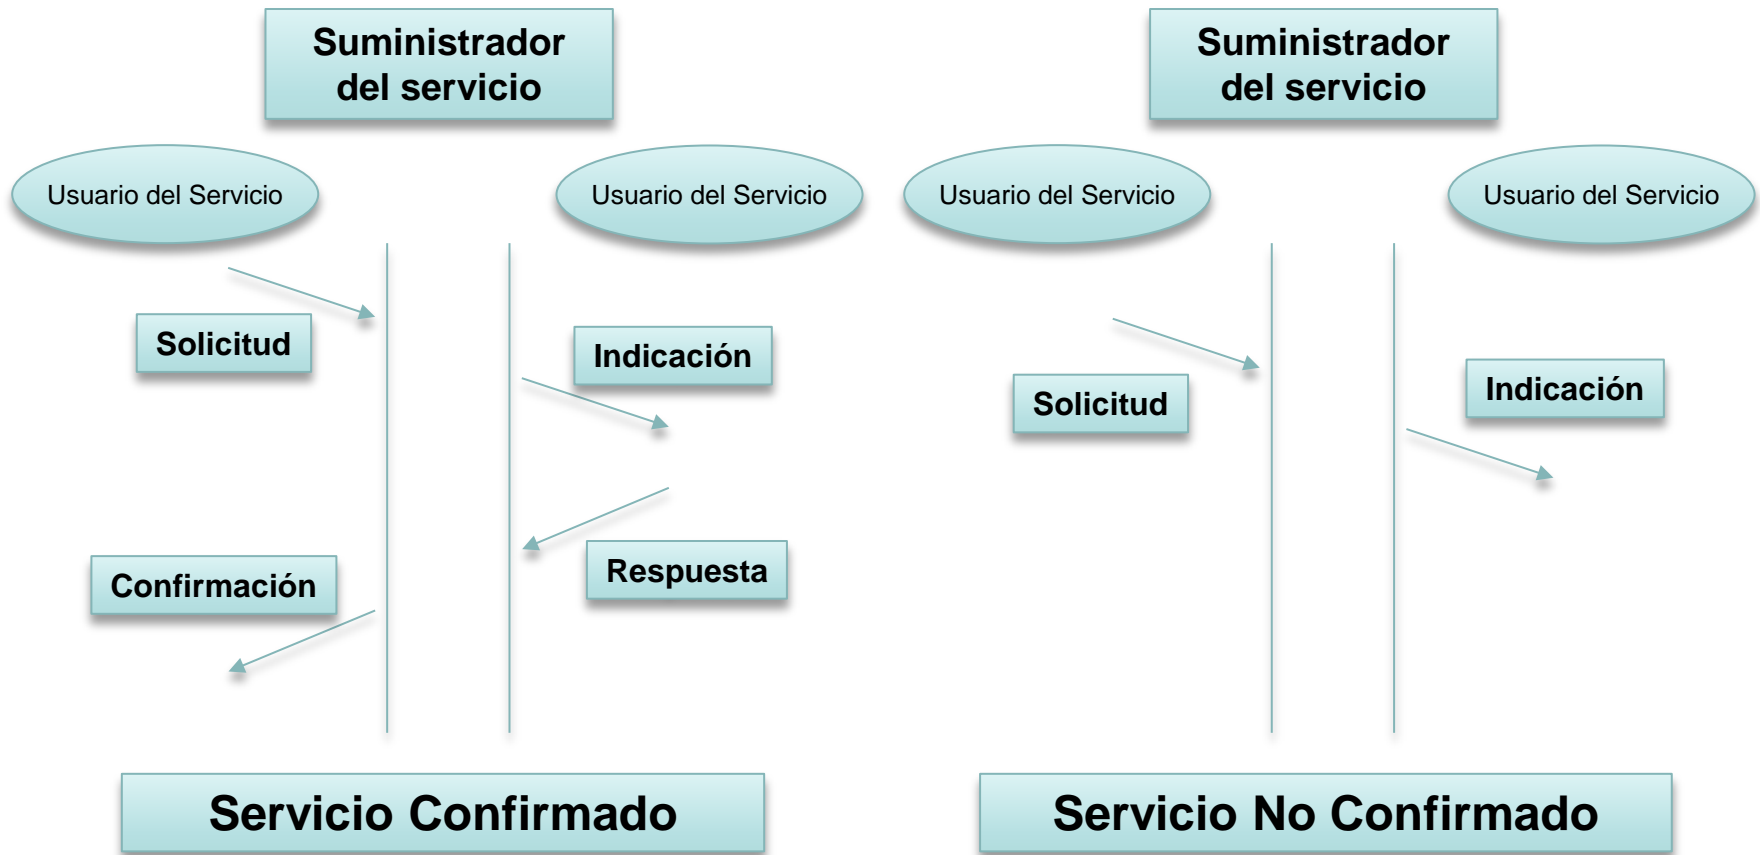 Suministrador
del servicio
Usuario del Servicio
Usuario del Servicio
Solicitud
Indicación
Respuesta
Confirmación
Servicio Confirmado
Suministrador
del servicio
Usuario del Servicio
Usuario del Servicio
Solicitud
Indicación
Servicio No Confirmado